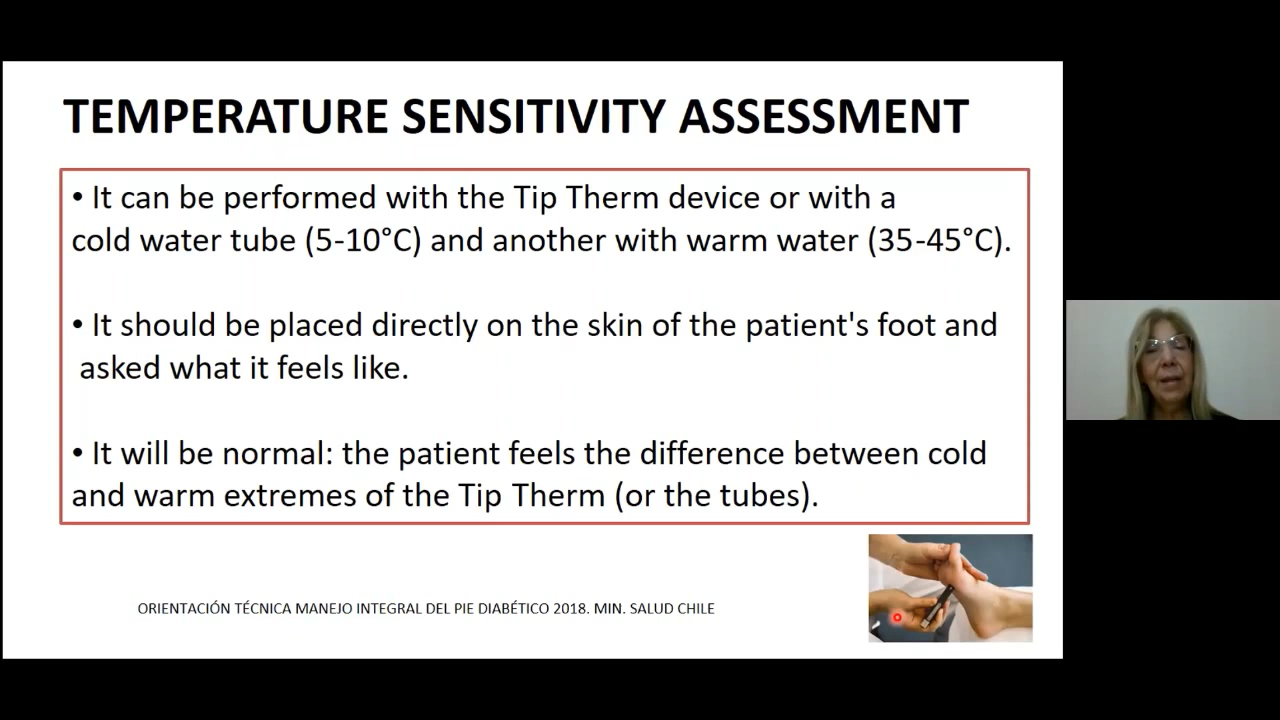 TEMPERATURE SENSITIVITY ASSESSMENT
• It can be performed with the Tip Therm device or with a
cold water tube (5-10°C) and another with warm water (35-45°C).
• It should be placed directly on the skin of the patient's foot and
asked what it feels like.
• It will be normal: the patient feels the difference between cold
and warm extremes of the Tip Therm (or the tubes).
ORIENTACIÓN TÉCNICA MANEJO INTEGRAL DEL PIE DIABÉTICO 2018. MIN. SALUD CHILE